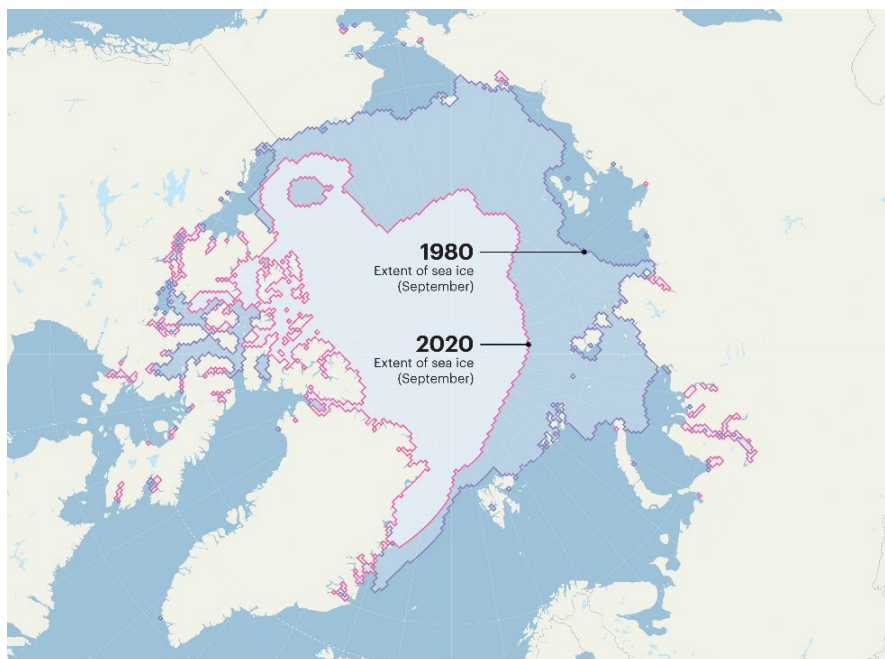 1980
Extent of sea ice
(September)
2020
Extent of sea ice
(September)